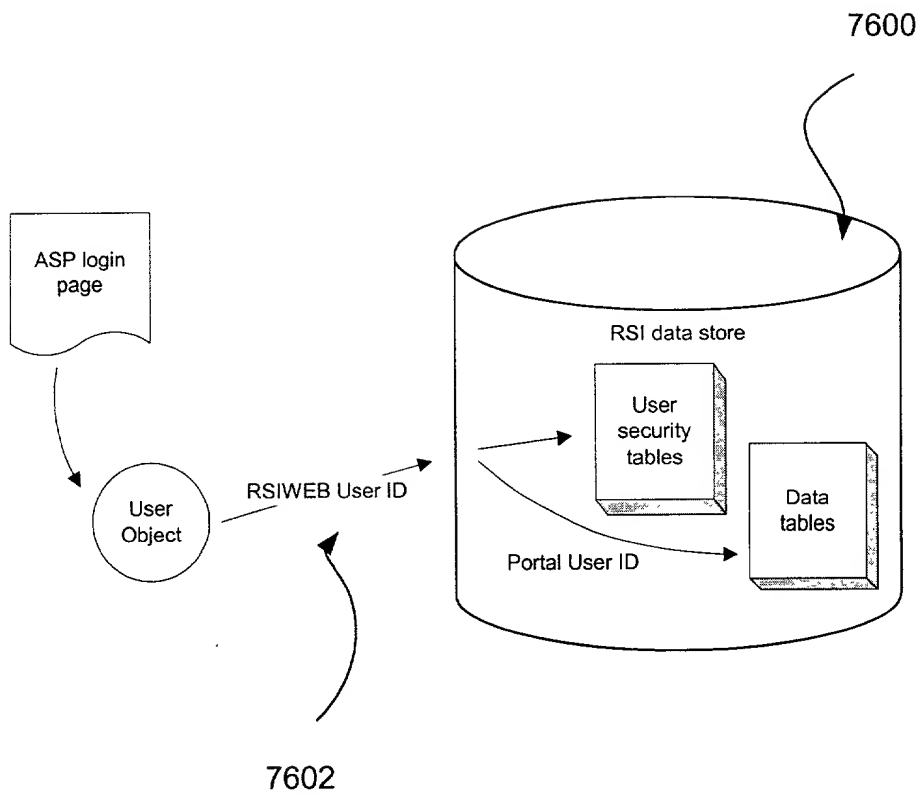 7600
ASP login
page
RSI data store
User
security
tables
Data
tables
RSIWEB User ID
User
Object
Portal User ID
7602